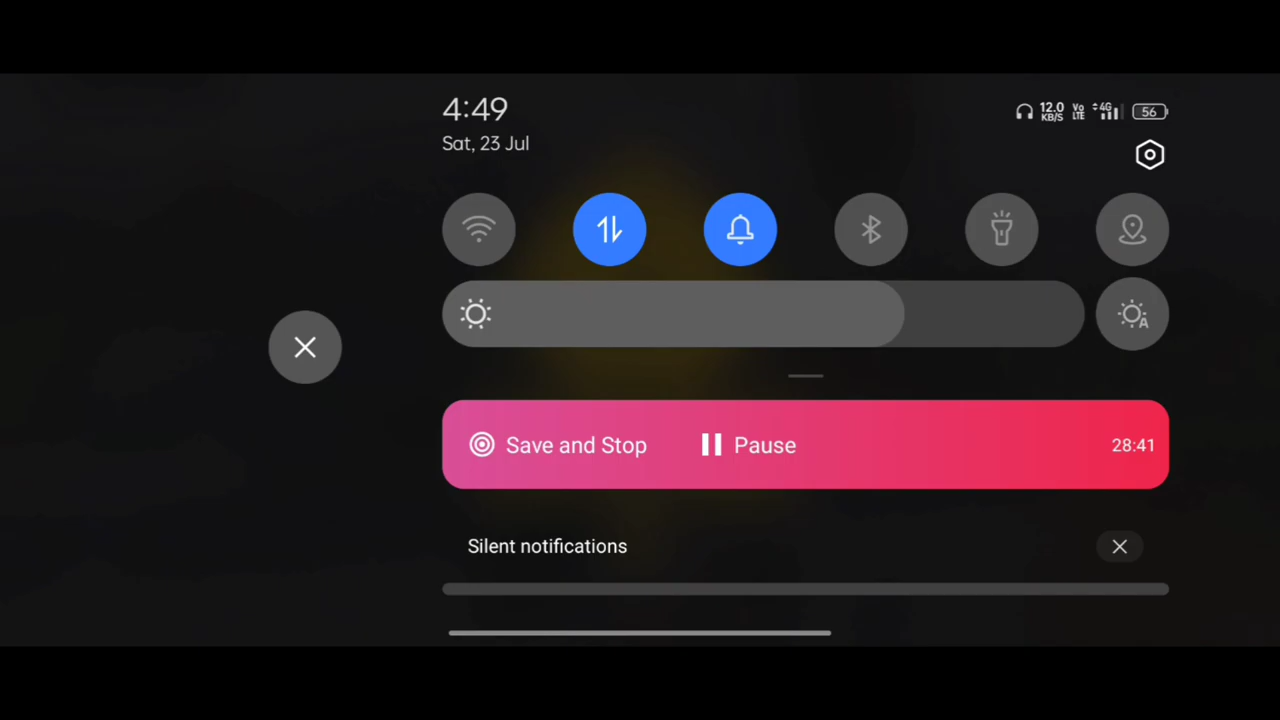 4:49
12.0
KB/S
Vo
LTE
4G
56
Sat, 23 Jul
A
Save and Stop
Pause
28:41
Silent notifications